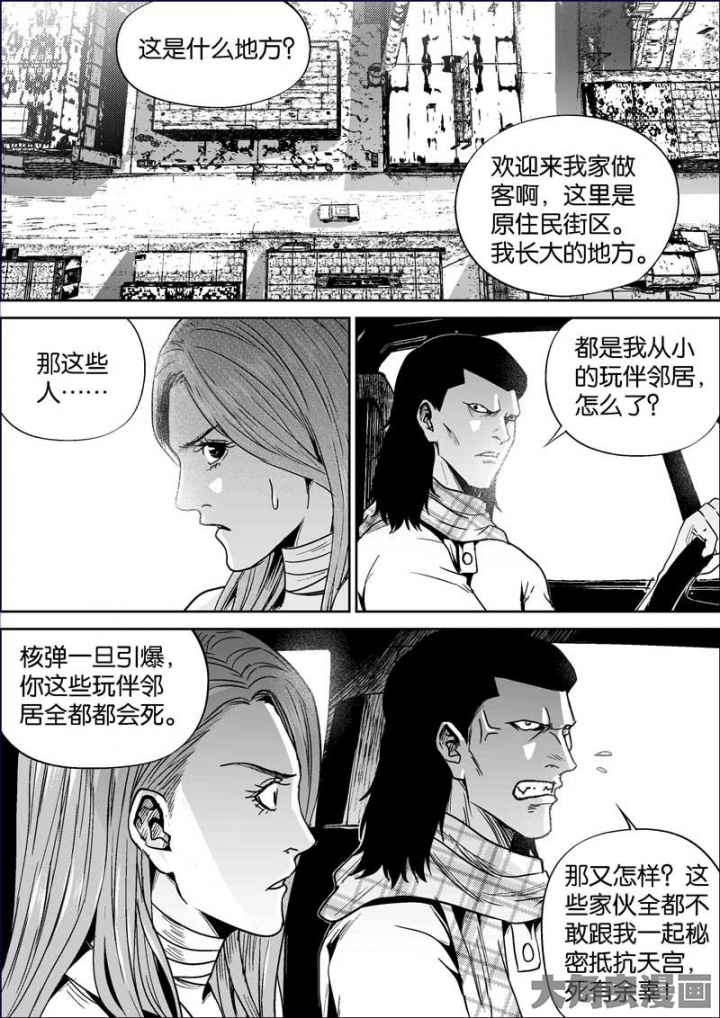 这是什么地方？
欢迎来我家做
客啊，这里是
原住民街区。
我长大的地方。
那这些
人……
都是我从小
的玩伴邻居，
怎么了？
核弹一旦引爆，
你这些玩伴邻
居全都都会死。
那又怎样？这
些家伙全都不
敢跟我一起秘
密抵抗天宫，
死有余辜！
漫画